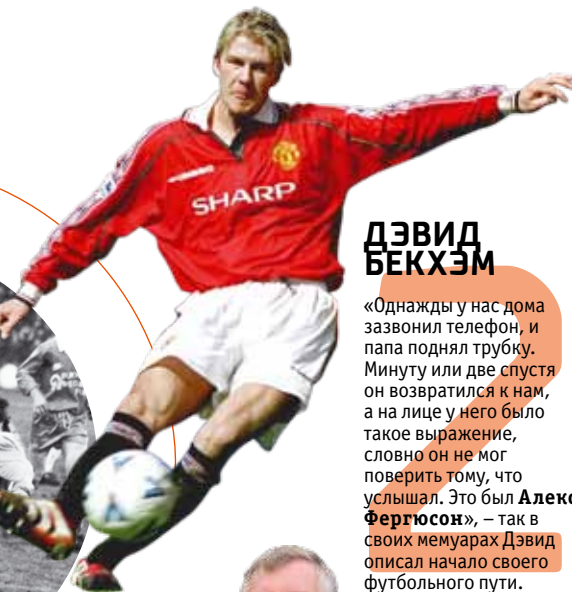 SHARP
2
ДЭВИД
БЕКХЭМ
«Однажды у нас дома
зазвонил телефон, и
папа поднял трубку.
Минуту или две спустя
он возвратился к нам,
а на лице у него было
такое выражение,
словно он не мог
поверить тому, что
услышал. Это был Алекс
Фергюсон», – так в
своих мемуарах Дэвид
описал начало своего
футбольного пути.